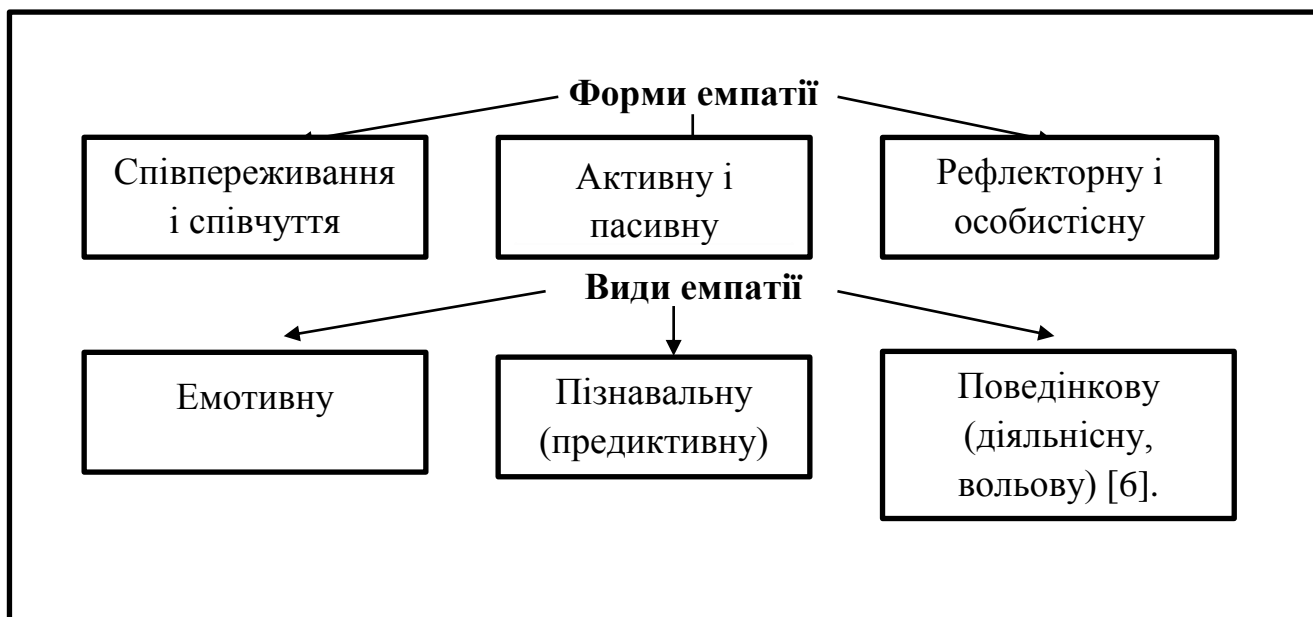 Форми емпатії
Співпереживання
і співчуття
Активну і
пасивну
Рефлекторну і
особистісну
Види емпатії
Емотивну
Пізнавальну
(предиктивну)
Поведінкову
(діяльнісну,
вольову) [6].